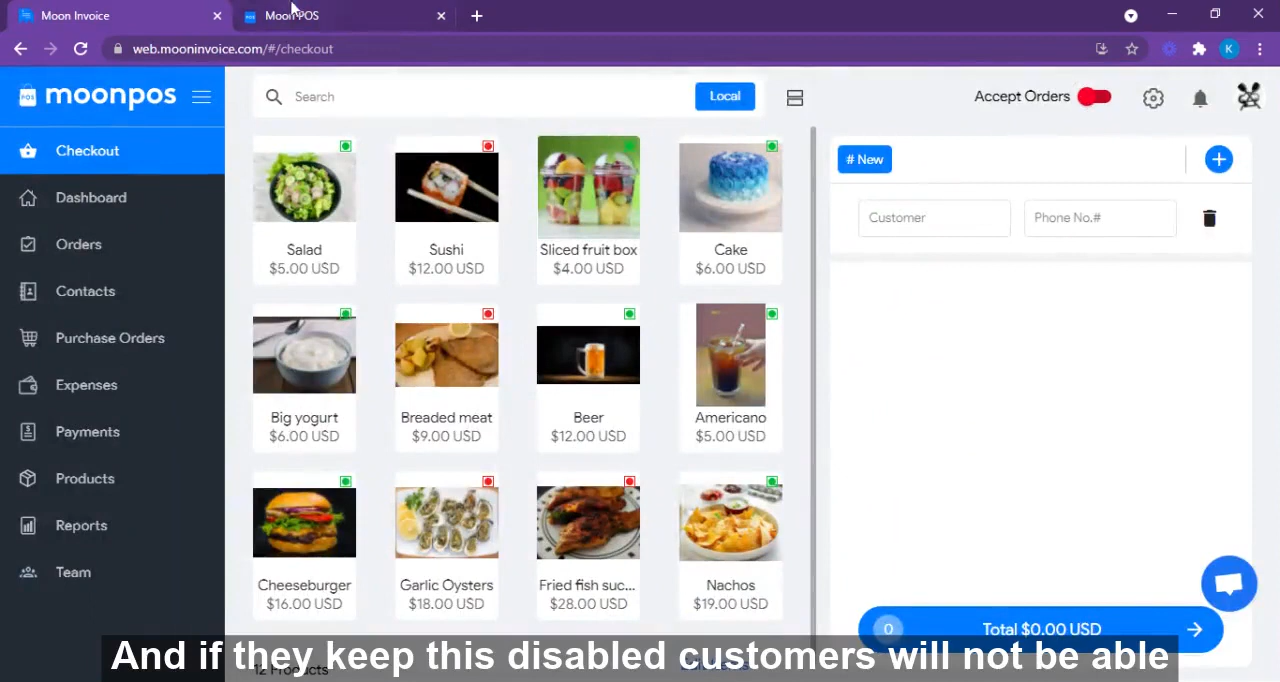 Moon Invoice
MoonPOS
web.mooninvoice.com/#/checkout
K
POS moonpos
Search
Local
Accept Orders
Checkout
Dashboard
Orders
Contacts
Purchase Orders
Expenses
Payments
Products
Reports
Team
Salad
$5.00 USD
Sushi
$12.00 USD
Sliced fruit box
$4.00 USD
Cake
$6.00 USD
Big yogurt
$6.00 USD
Breaded meat
$9.00 USD
Beer
$12.00 USD
Americano
$5.00 USD
Cheeseburger
$16.00 USD
Garlic Oysters
$18.00 USD
Fried fish suc...
$28.00 USD
Nachos
$19.00 USD
# New
Customer
Phone No.#
0
Total $0.00 USD
12 Products
And if they keep this disabled customers will not be able